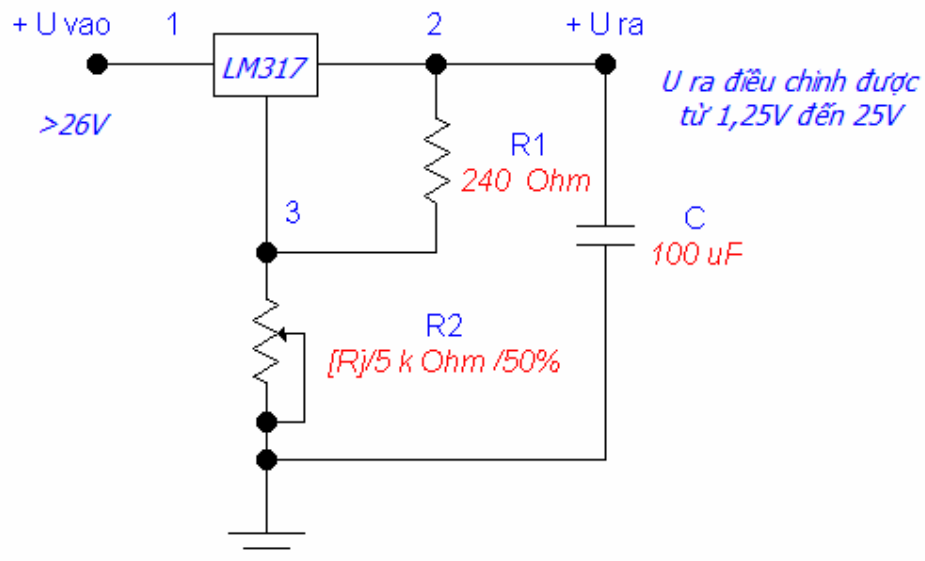 + U vao
1
2
+ U ra
LM317
>26V
U ra điều chinh được
từ 1,25V đến 25V
R1
240 Ohm
3
C
100 uF
R2
[R]/5 k Ohm /50%